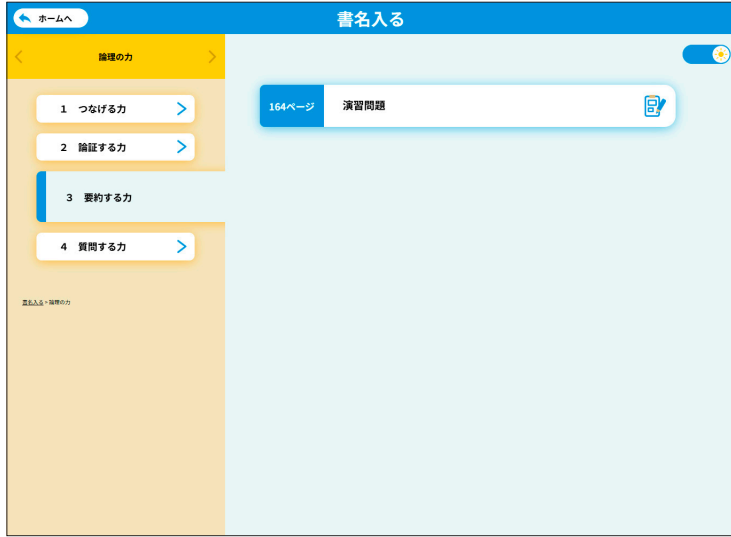 ホームへ
書名入る
論理の力
1 つなげる力
2 論証する力
3 要約する力
4 質問する力
書名入る>論理の力
164ページ
演習問題